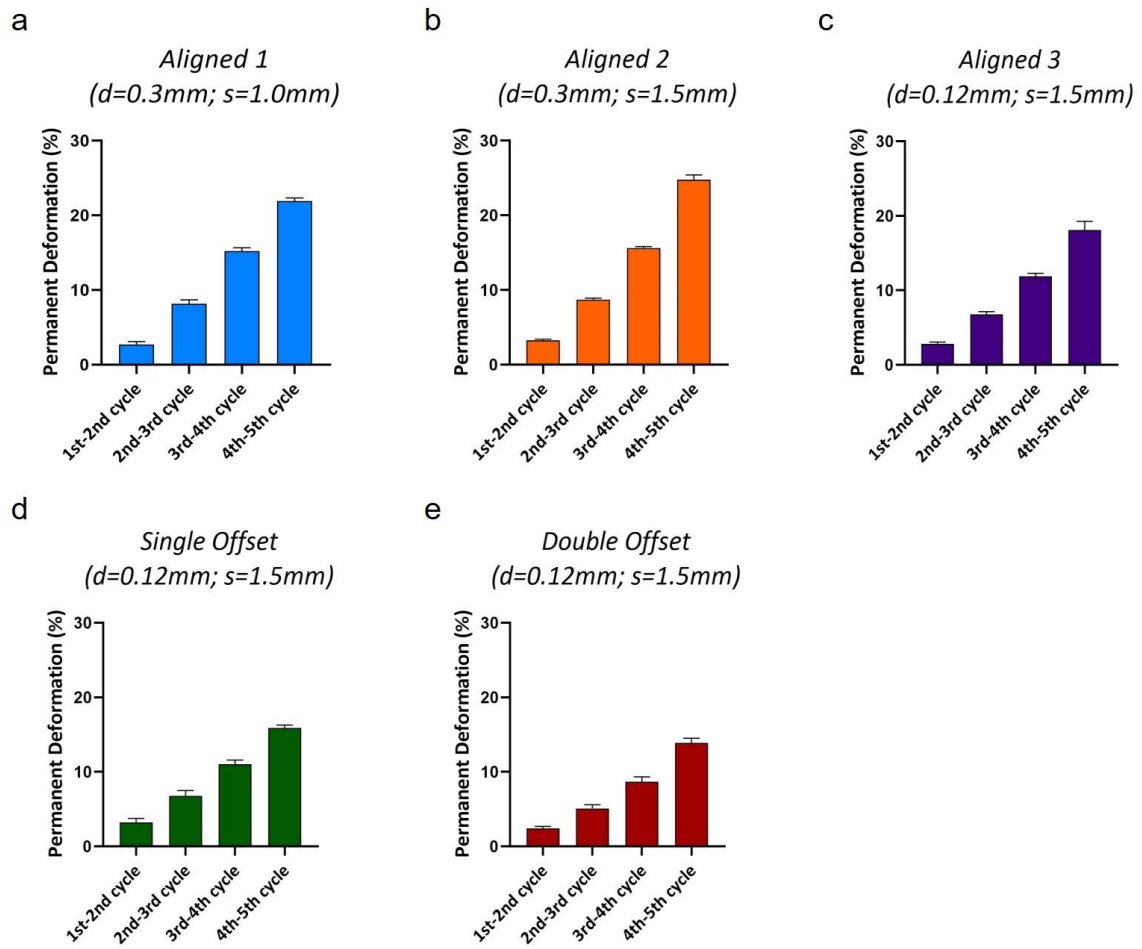 a
Aligned 1
(d=0.3mm; s=1.0mm)
Permanent Deformation (%)
30
20
10
0
1st-2nd cycle
2nd-3rd cycle
3rd-4th cycle
4th-5th cycle
b
Aligned 2
(d=0.3mm; s=1.5mm)
Permanent Deformation (%)
30
20
10
0
1st-2nd cycle
2nd-3rd cycle
3rd-4th cycle
4th-5th cycle
c
Aligned 3
(d=0.12mm; s=1.5mm)
Permanent Deformation (%)
30
20
10
0
1st-2nd cycle
2nd-3rd cycle
3rd-4th cycle
4th-5th cycle
d
Single Offset
(d=0.12mm; s=1.5mm)
Permanent Deformation (%)
30
20
10
0
1st-2nd cycle
2nd-3rd cycle
3rd-4th cycle
4th-5th cycle
e
Double Offset
(d=0.12mm; s=1.5mm)
Permanent Deformation (%)
30
20
10
0
1st-2nd cycle
2nd-3rd cycle
3rd-4th cycle
4th-5th cycle